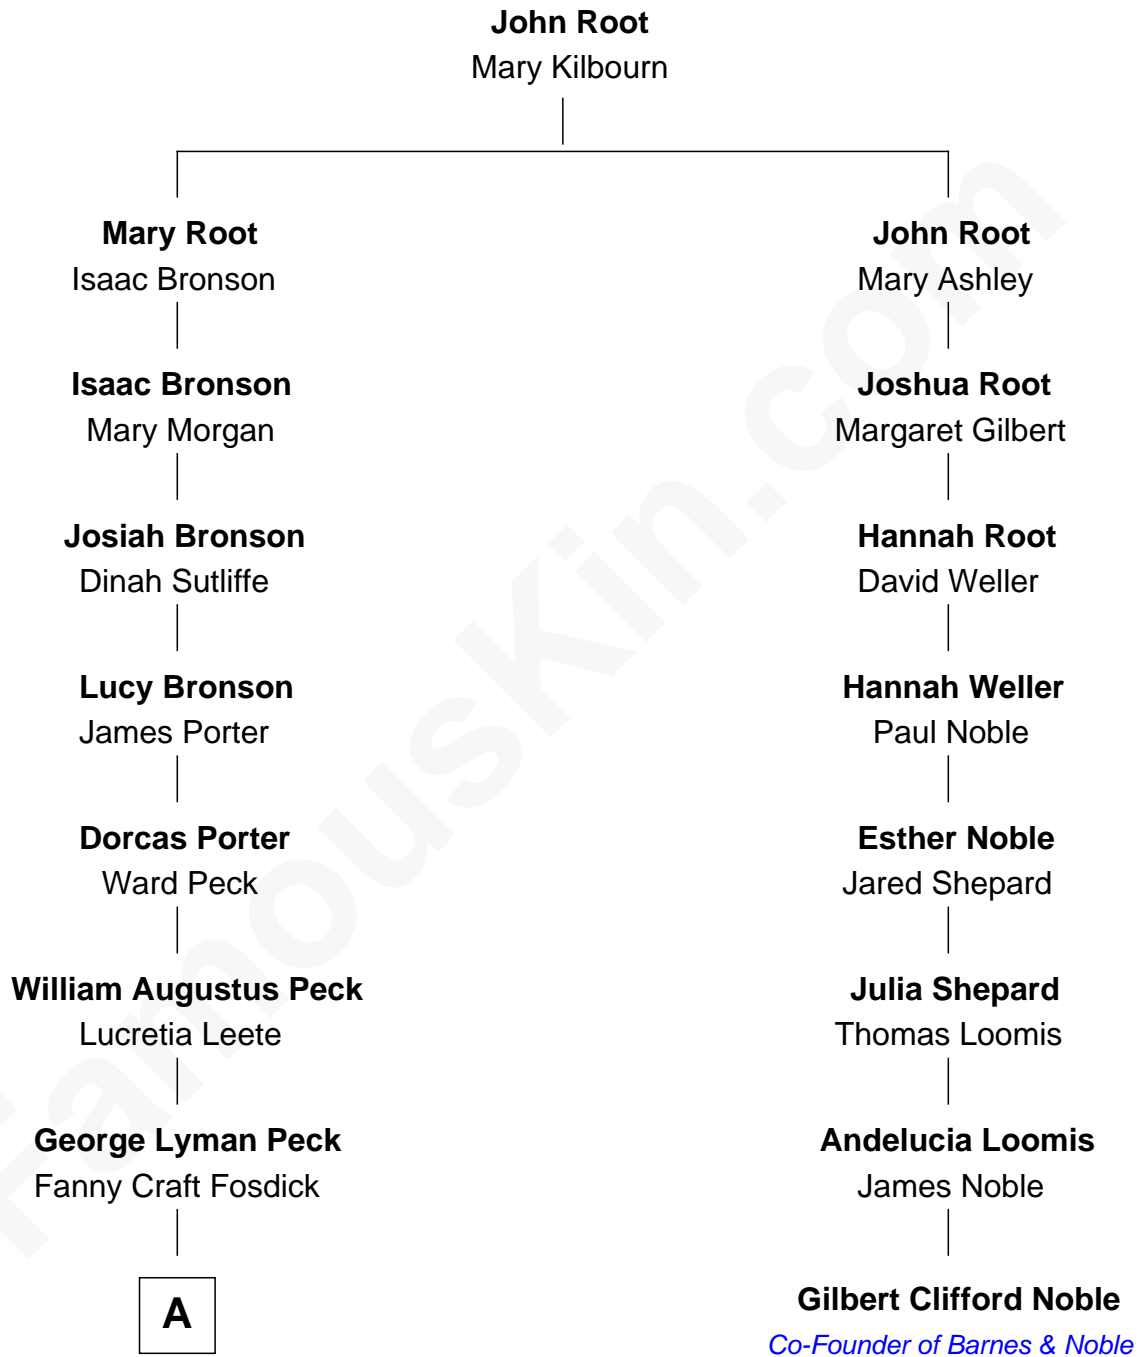 John Root
Mary Kilbourn
Mary Root
Isaac Bronson
Isaac Bronson
Mary Morgan
Josiah Bronson
Dinah Sutliffe
Lucy Bronson
James Porter
Dorcas Porter
Ward Peck
William Augustus Peck
Lucretia Leete
George Lyman Peck
Fanny Craft Fosdick
A
John Root
Mary Ashley
Joshua Root
Margaret Gilbert
Hannah Root
David Weller
Hannah Weller
Paul Noble
Esther Noble
Jared Shepard
Julia Shepard
Thomas Loomis
Andelucia Loomis
James Noble
Gilbert Clifford Noble
Co-Founder of Barnes & Noble
FamousKin.com